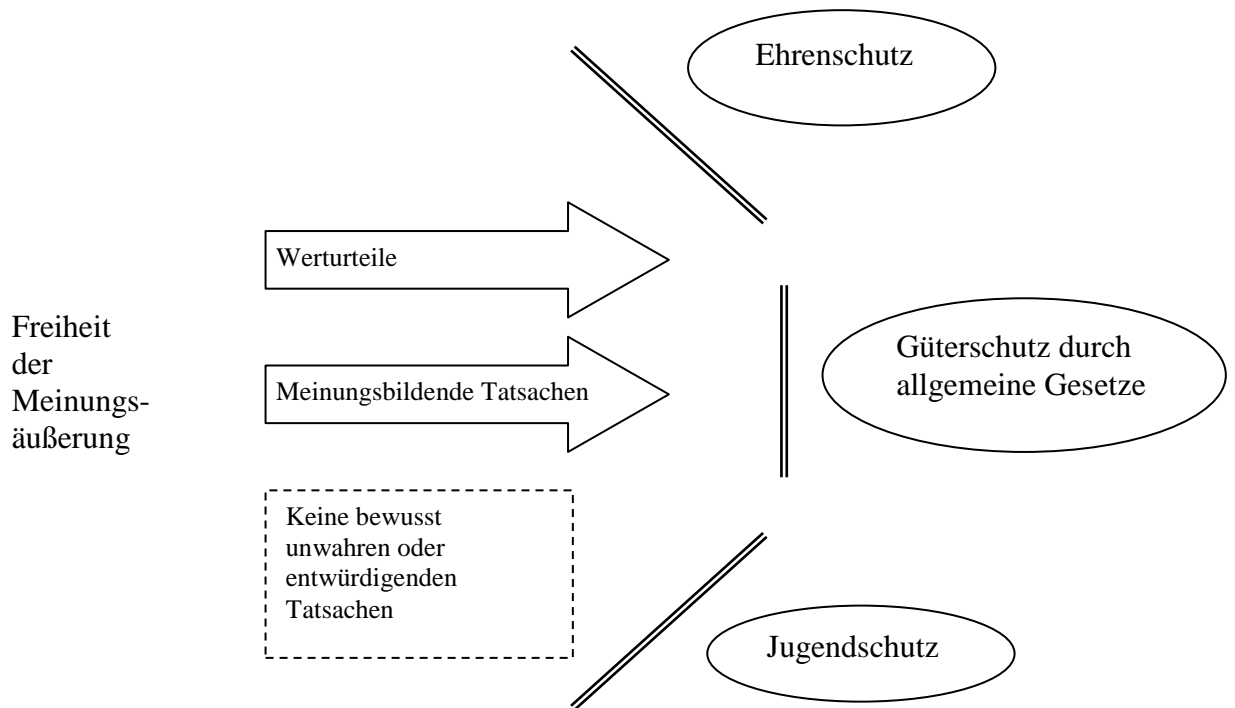 Ehrenschutz
Werturteile
Freiheit
der
Meinungs-
äußerung
Meinungsbildende Tatsachen
Güterschutz durch
allgemeine Gesetze
Keine bewusst
unwahren oder
entwürdigenden
Tatsachen
Jugendschutz